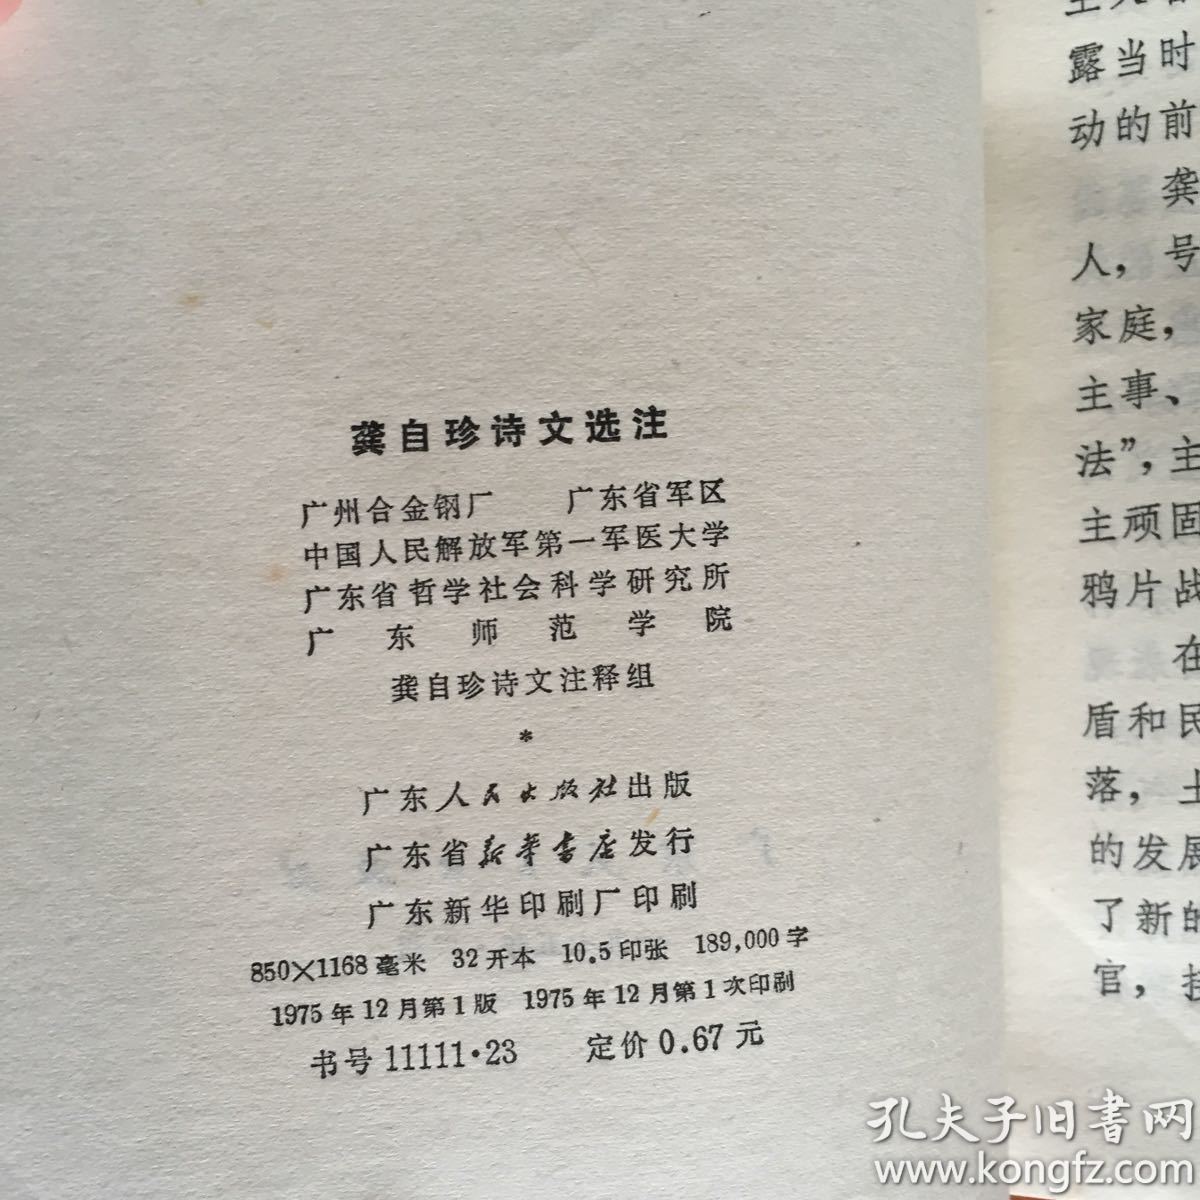 龚自珍诗文选注
广州合金钢厂　广东省军区
中国人民解放军第一军医大学
广东省哲学社会科学研究所
广东师范学院
龚自珍诗文注释组
*
广东人民出版社出版
广东省新华书店发行
广东新华印刷厂印刷
850×1168毫米 32开本 10.5印张 189,000字
1975年12月第1版 1975年12月第1次印刷
书号11111·23 定价0.67元
露当时
动的前
龚
人，号
家庭，
主事、
法”，主
主顽固
鸦片战
在
盾和民
落，土
的发展
了新的
官，
孔夫子旧書网
www.kongfz.com